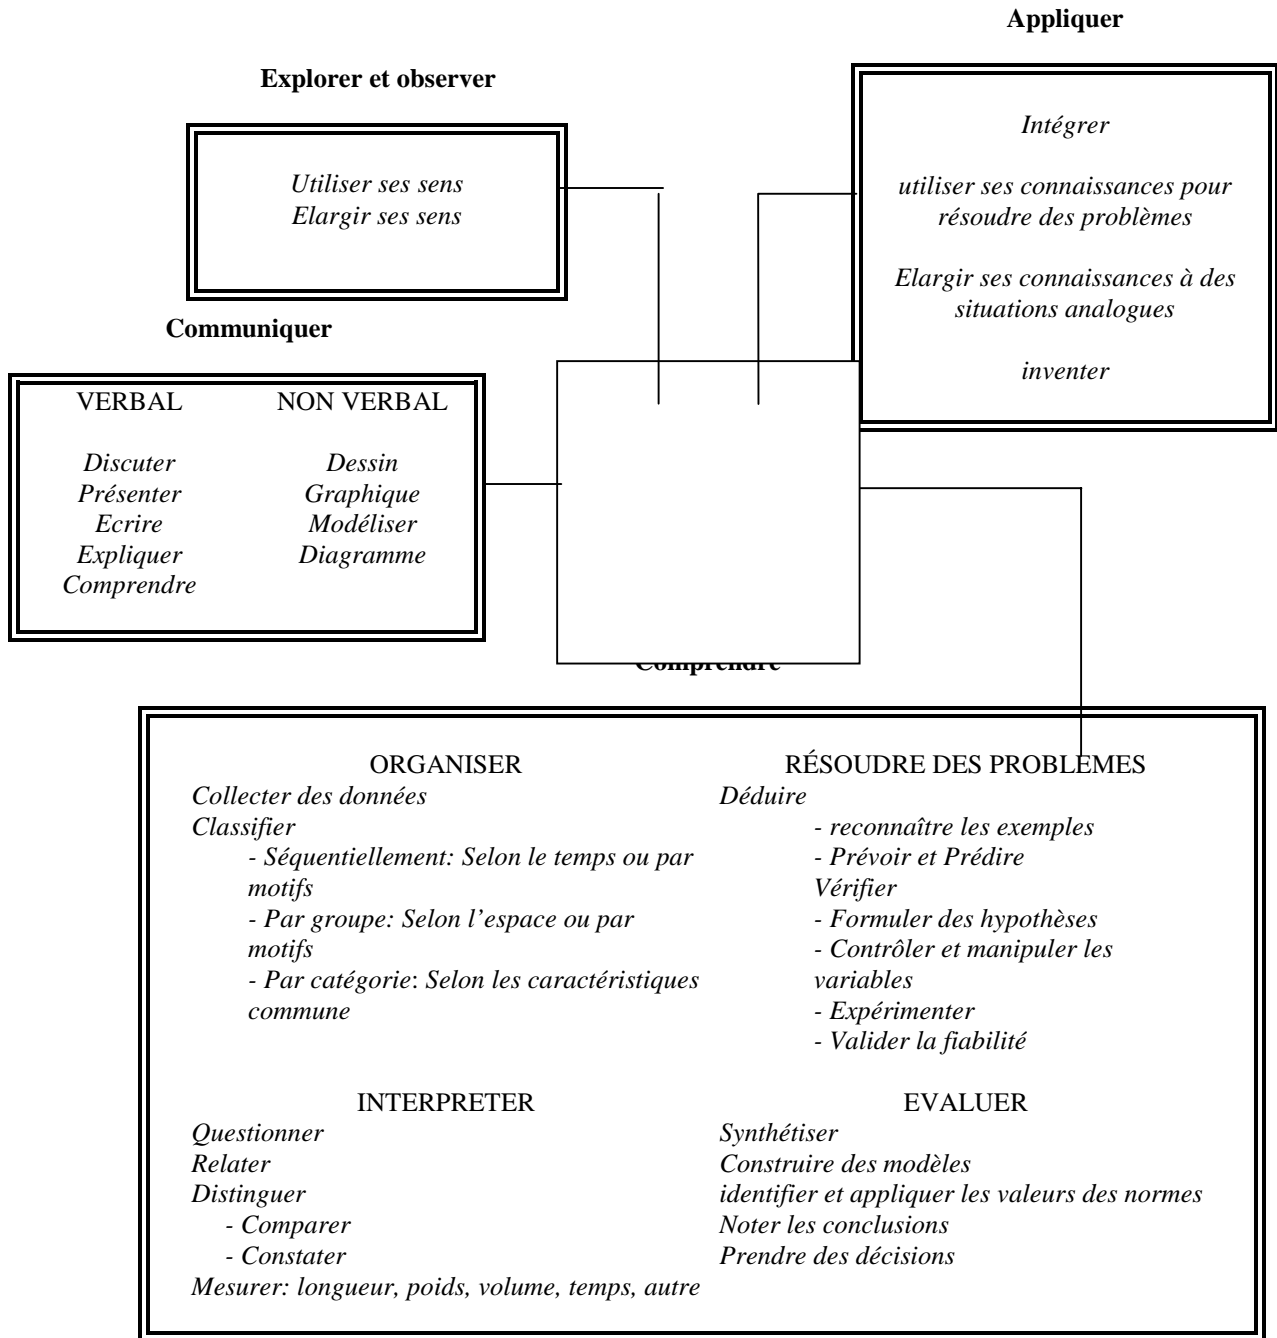 Appliquer
Explorer et observer
Intégrer
utiliser ses connaissances pour
résoudre des problèmes
Elargir ses connaissances à des
situations analogues
inventer
Utiliser ses sens
Elargir ses sens
Communiquer
VERBAL NON VERBAL
Discuter Dessin
Présenter Graphique
Ecrire Modéliser
Expliquer Diagramme
Comprendre
Comprendre
ORGANISER
Collecter des données
Classifier
- Séquentiellement: Selon le temps ou par
motifs
- Par groupe: Selon l'espace ou par
motifs
- Par catégorie: Selon les caractéristiques
commune
RÉSOUDRE DES PROBLEMES
Déduire
- reconnaître les exemples
- Prévoir et Prédire
Vérifier
- Formuler des hypothèses
- Contrôler et manipuler les
variables
- Expérimenter
- Valider la fiabilité
INTERPRETER
Questionner
Relater
Distinguer
- Comparer
- Constater
Mesurer: longueur, poids, volume, temps, autre
EVALUER
Synthétiser
Construire des modèles
identifier et appliquer les valeurs des normes
Noter les conclusions
Prendre des décisions